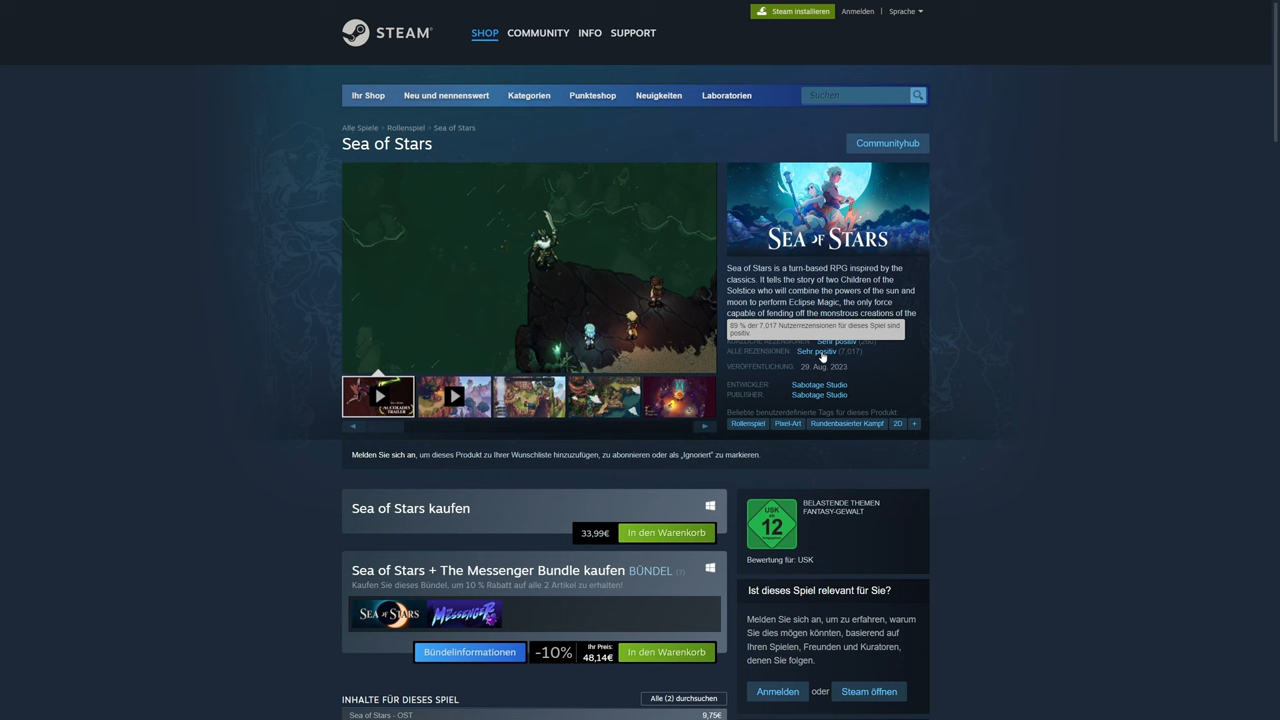 Steam installieren
Anmelden | Sprache
STEAM
SHOP COMMUNITY INFO SUPPORT
Ihr Shop Neu und nennenswert Kategorien Punkteshop Neuigkeiten Laboratorien
Suchen
Alle Spiele > Rollenspiel > Sea of Stars
Sea of Stars
Communityhub
SEA OF STARS
Sea of Stars is a turn-based RPG inspired by the
classics. It tells the story of two Children of the
Solstice who will combine the powers of the sun and
moon to perform Eclipse Magic, the only force
capable of fending off the monstrous creations of the
89 % der 7,017 Nutzerrezensionen für dieses Spiel sind
positiv.
Sehr positiv
ALLE REZENSIONEN: Sehr positiv (7,017)
VERÖFFENTLICHUNG: 29. Aug. 2023
ENTWICKLER: Sabotage Studio
PUBLISHER: Sabotage Studio
Beliebte benutzerdefinierte Tags für dieses Produkt:
Rollenspiel Pixel-Art Rundenbasierter Kampf 2D +
TRAILER
Melden Sie sich an, um dieses Produkt zu Ihrer Wunschliste hinzuzufügen, zu abonnieren oder als „Ignoriert" zu markieren.
Sea of Stars kaufen
33,99€ In den Warenkorb
Sea of Stars + The Messenger Bundle kaufen BÜNDEL (?)
Kaufen Sie dieses Bündel, um 10 % Rabatt auf alle 2 Artikel zu erhalten!
SEA OF STARS MESSENGER
Bündelinformationen -10% Ihr Preis: 48,14€ In den Warenkorb
INHALTE FÜR DIESES SPIEL
Alle (2) durchsuchen
Sea of Stars - OST 9,75€
USK
ab
12
BELASTENDE THEMEN
FANTASY-GEWALT
Bewertung für: USK
Ist dieses Spiel relevant für Sie?
Melden Sie sich an, um zu erfahren, warum
Sie dies mögen könnten, basierend auf
Ihren Spielen, Freunden und Kuratoren,
denen Sie folgen.
Anmelden oder Steam öffnen